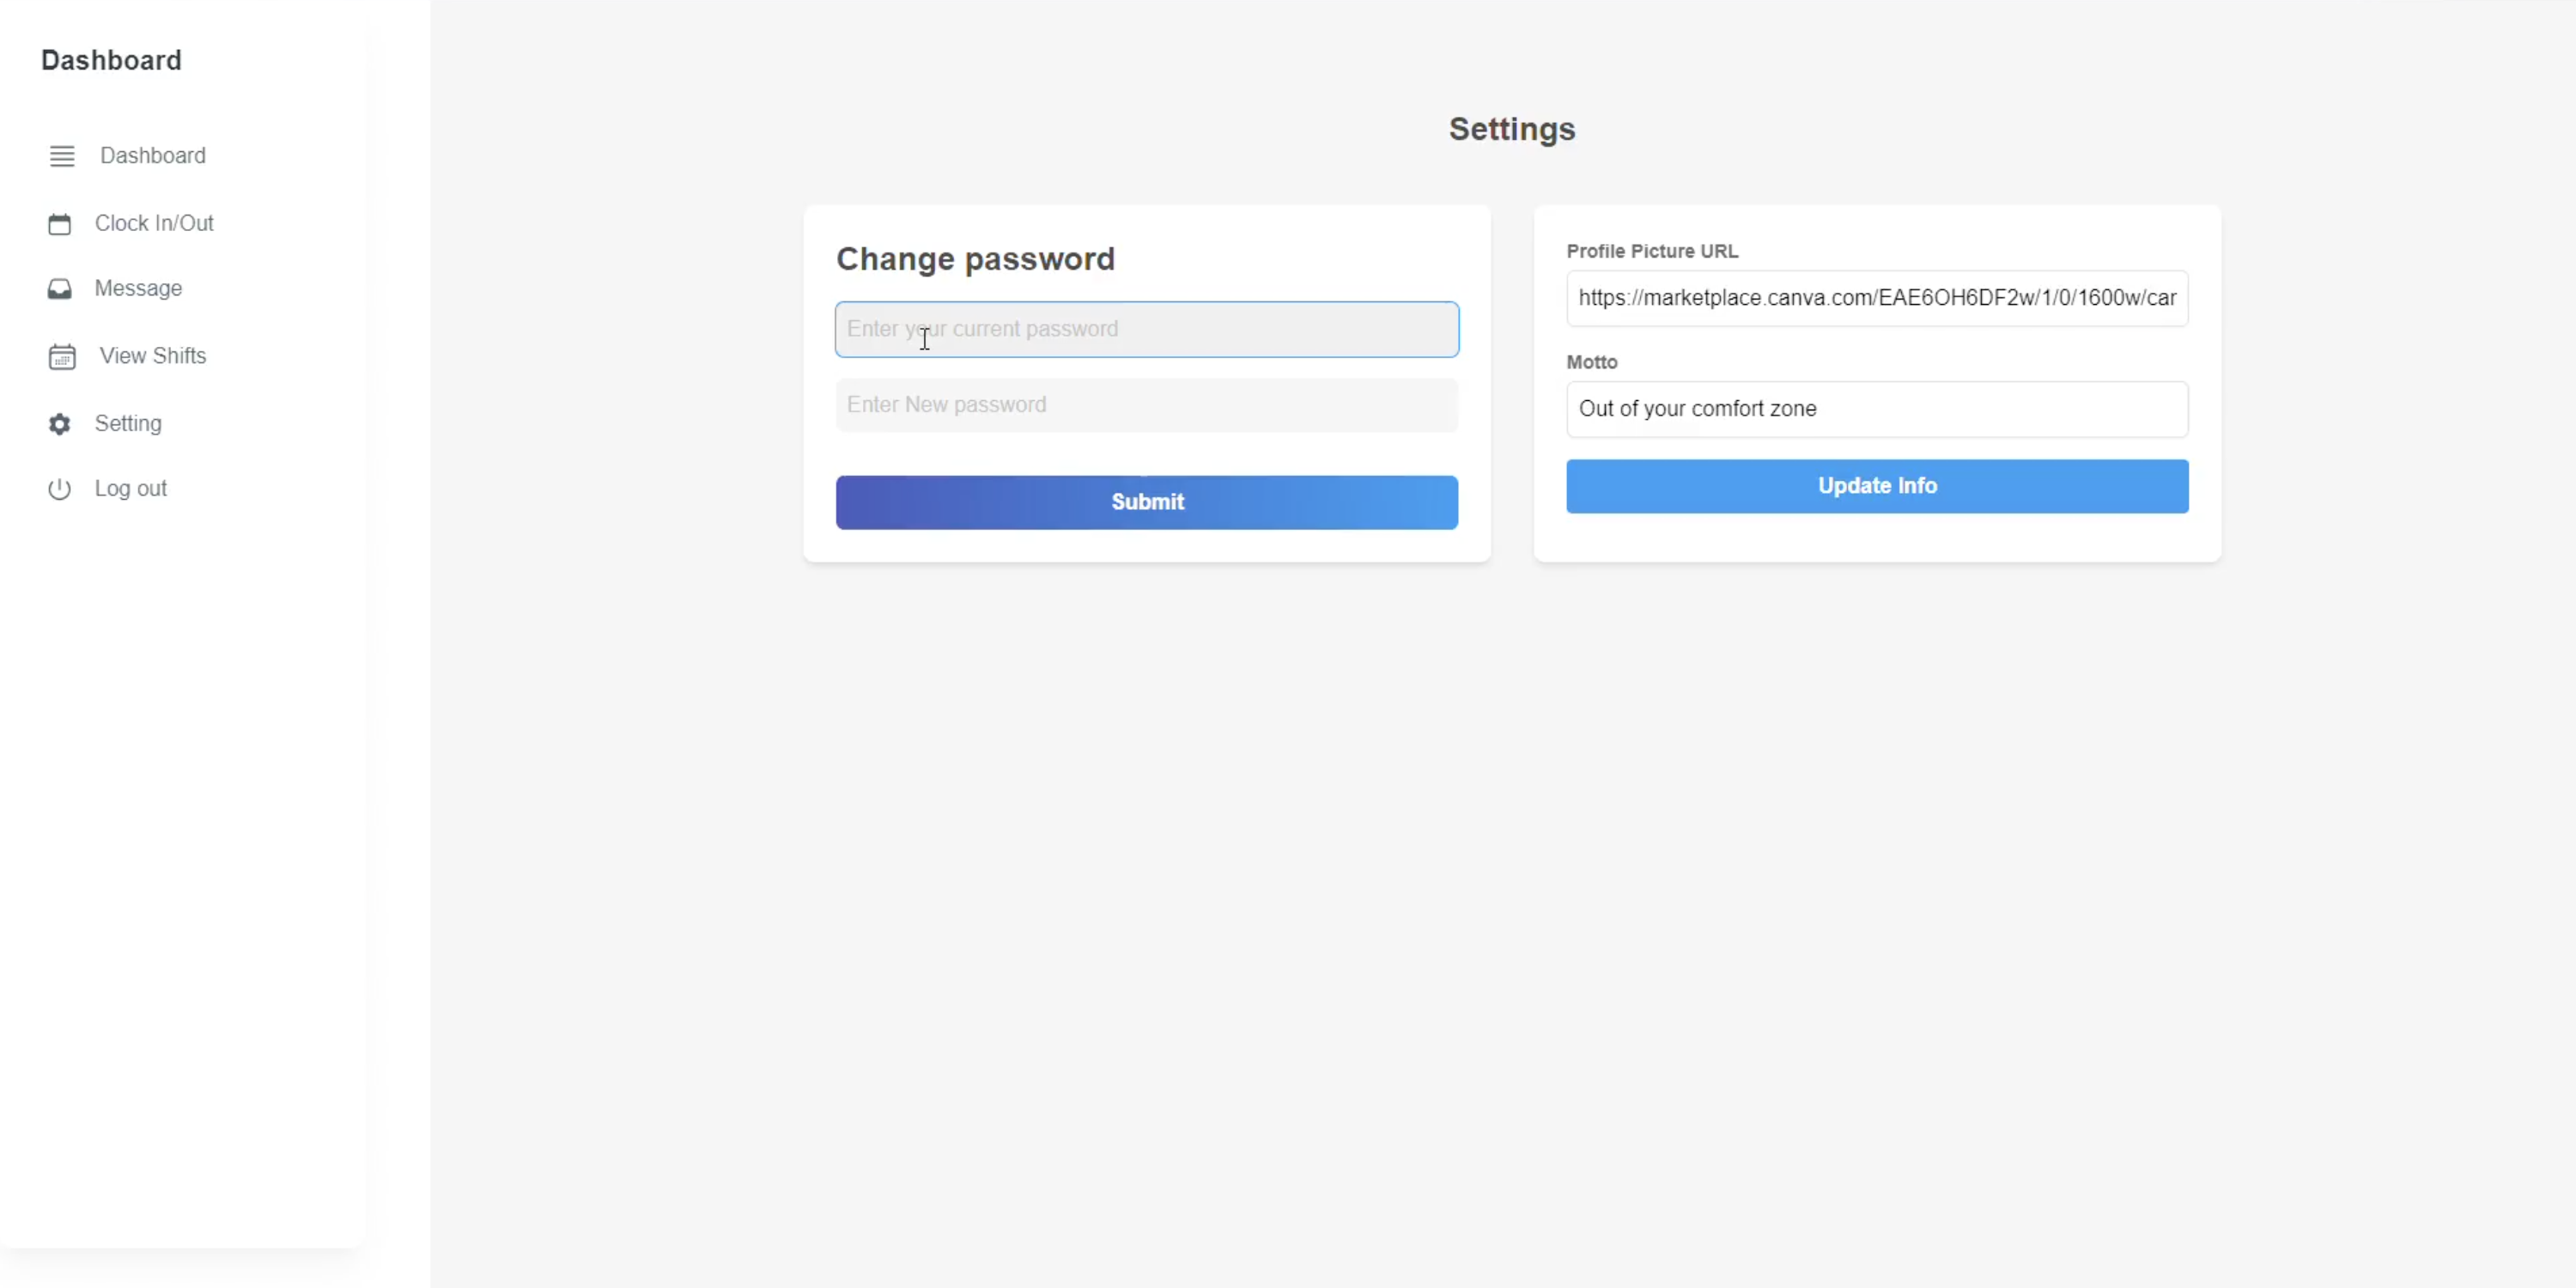 Dashboard
Dashboard
Clock In/Out
Message
View Shifts
Setting
Log out
Settings
Change password
Enter your current password
Enter New password
Submit
Profile Picture URL
https://marketplace.canva.com/EAE6OH6DF2w/1/0/1600w/car
Motto
Out of your comfort zone
Update Info